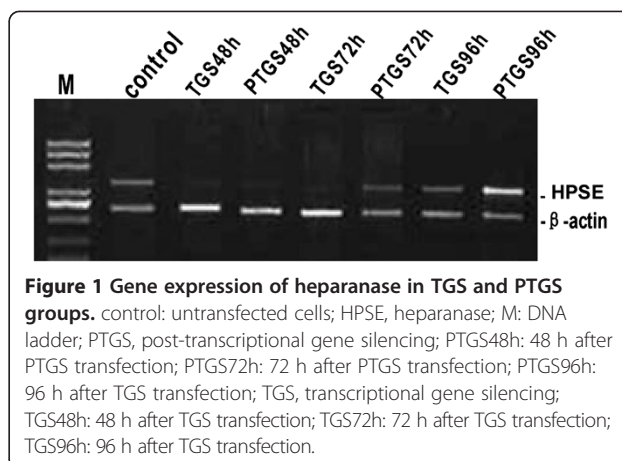 M
control
TGS48h
PTGS48h
TGS72h
PTGS72h
TGS96h
PTGS96h
- HPSE
- β-actin
Figure 1 Gene expression of heparanase in TGS and PTGS
groups. control: untransfected cells; HPSE, heparanase; M: DNA
ladder; PTGS, post-transcriptional gene silencing; PTGS48h: 48 h after
PTGS transfection; PTGS72h: 72 h after PTGS transfection; PTGS96h:
96 h after TGS transfection; TGS, transcriptional gene silencing;
TGS48h: 48 h after TGS transfection; TGS72h: 72 h after TGS transfection;
TGS96h: 96 h after TGS transfection.